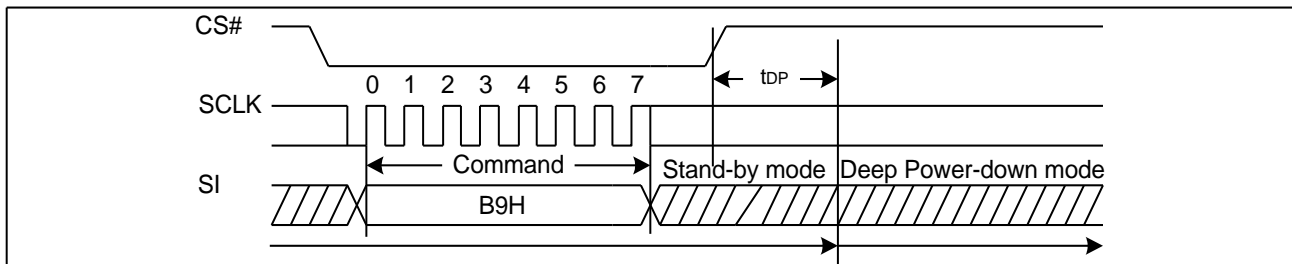 CS#
tDP
0 1 2 3 4 5 6 7
SCLK
Command
Stand-by mode Deep Power-down mode
SI
B9H